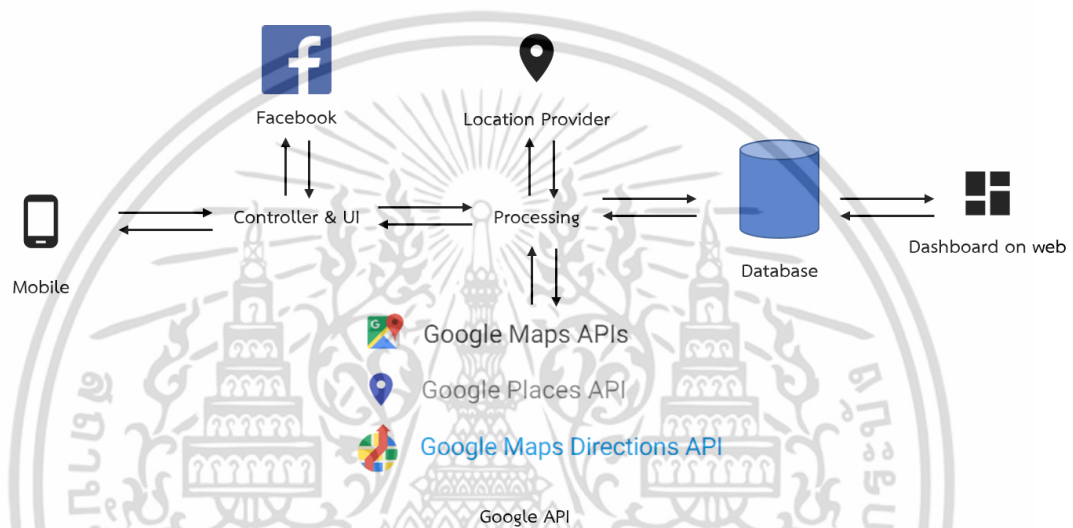 Facebook
Location Provider
Mobile
Controller & UI
Processing
Database
Dashboard on web
Google Maps APIs
Google Places API
Google Maps Directions API
Google API